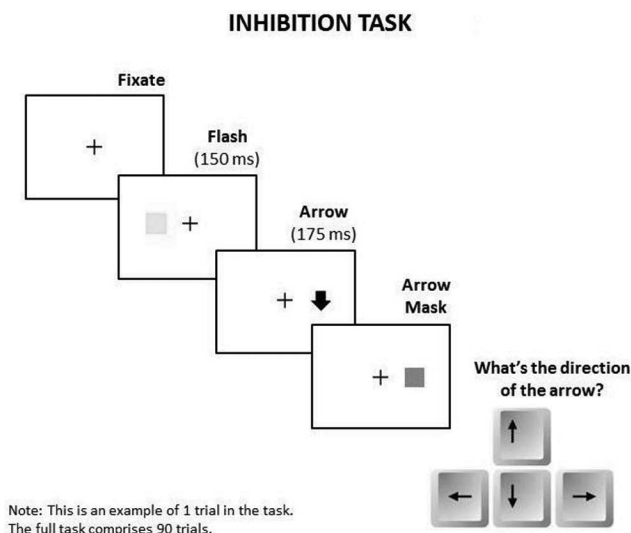 INHIBITION TASK
Fixate
Flash
(150 ms)
Arrow
(175 ms)
Arrow
Mask
What's the direction
of the arrow?
Note: This is an example of 1 trial in the task.
The full task comprises 90 trials.